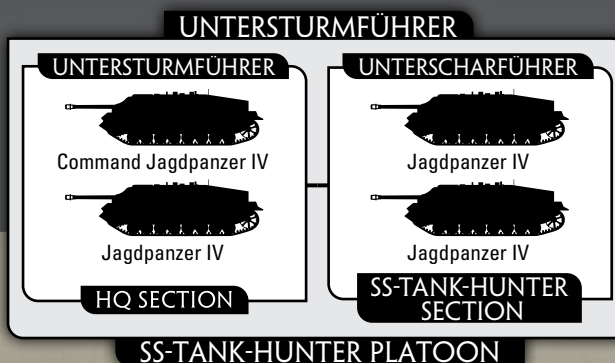 UNTERSTURMFÜHRER
UNTERSTURMFÜHRER
Command Jagdpanzer IV
Jagdpanzer IV
HQ SECTION
UNTERSCHARFÜHRER
Jagdpanzer IV
Jagdpanzer IV
SS-TANK-HUNTER
SECTION
SS-TANK-HUNTER PLATOON